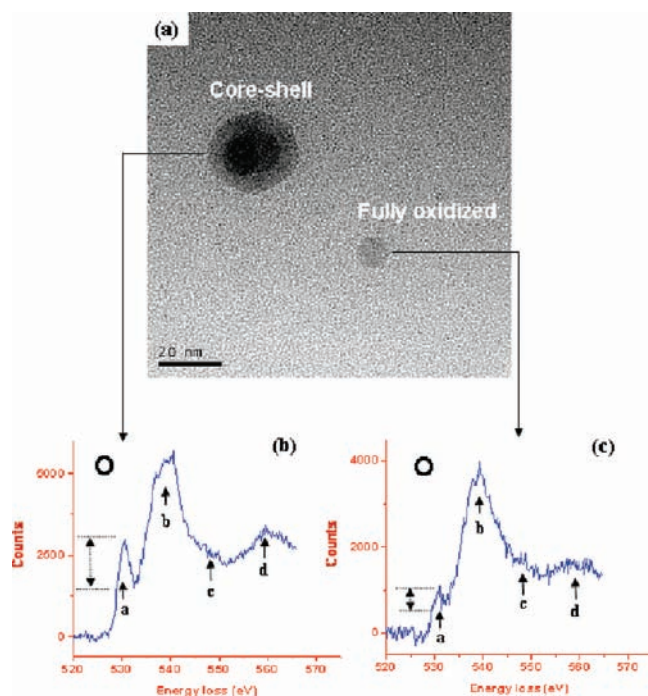 (a)
Core-shell
Fully oxidized
20 nm
(b)
O
5000
2500
0
Counts
a
b
c
d
520 530 540 550 560 570
Energy loss (eV)
(c)
O
4000
2000
0
Counts
a
b
c
d
520 530 540 550 560 570
Energy loss (eV)